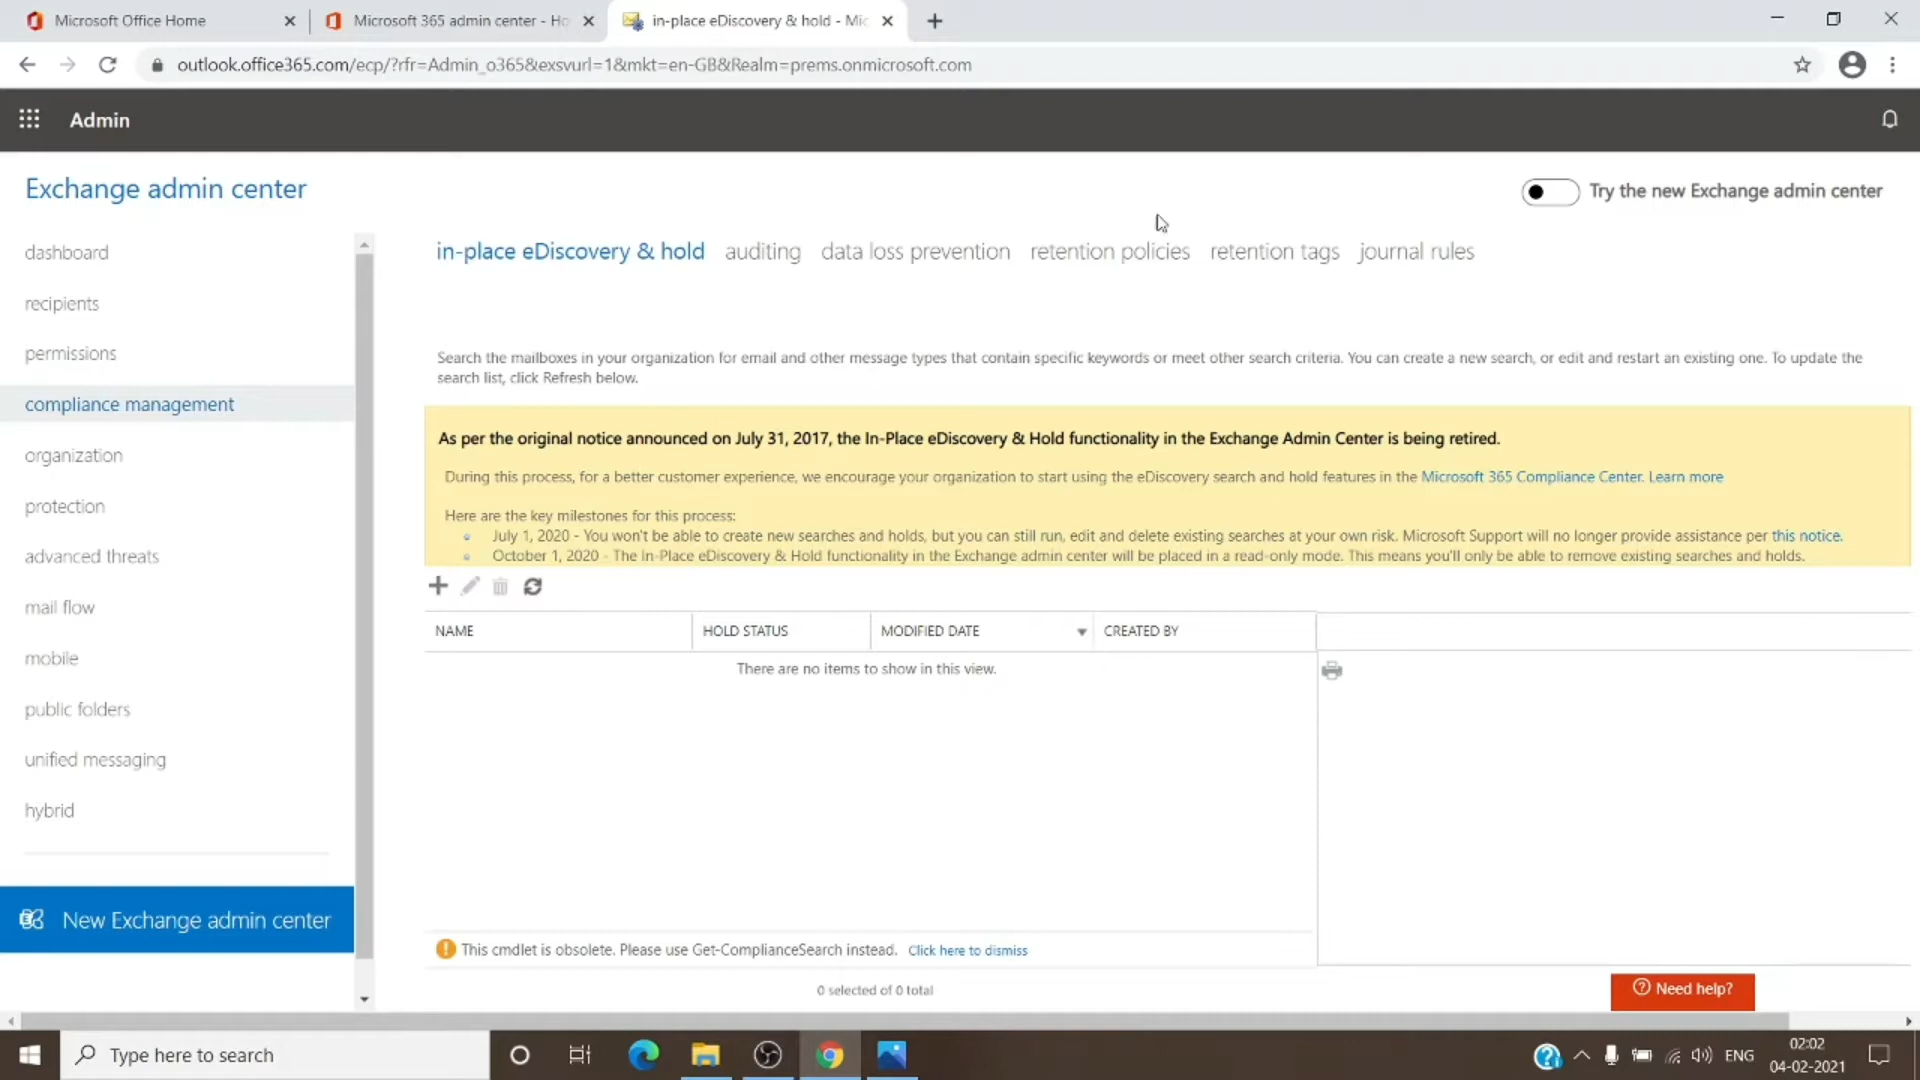 Microsoft Office Home
Microsoft 365 admin center - Ho
in-place eDiscovery & hold - Mic
outlook.office365.com/ecp/?rfr=Admin_o365&exsvurl=1&mkt=en-GB&Realm=prems.onmicrosoft.com
Admin
Exchange admin center
Try the new Exchange admin center
dashboard
recipients
permissions
compliance management
organization
protection
advanced threats
mail flow
mobile
public folders
unified messaging
hybrid
New Exchange admin center
in-place eDiscovery & hold auditing data loss prevention retention policies retention tags journal rules
Search the mailboxes in your organization for email and other message types that contain specific keywords or meet other search criteria. You can create a new search, or edit and restart an existing one. To update the
search list, click Refresh below.
As per the original notice announced on July 31, 2017, the In-Place eDiscovery & Hold functionality in the Exchange Admin Center is being retired.
During this process, for a better customer experience, we encourage your organization to start using the eDiscovery search and hold features in the Microsoft 365 Compliance Center. Learn more
Here are the key milestones for this process:
July 1, 2020 - You won't be able to create new searches and holds, but you can still run, edit and delete existing searches at your own risk. Microsoft Support will no longer provide assistance per this notice.
October 1, 2020 - The In-Place eDiscovery & Hold functionality in the Exchange admin center will be placed in a read-only mode. This means you'll only be able to remove existing searches and holds.
NAME HOLD STATUS MODIFIED DATE CREATED BY
There are no items to show in this view.
This cmdlet is obsolete. Please use Get-ComplianceSearch instead. Click here to dismiss
0 selected of 0 total
Need help?
Type here to search
ENG
02:02
04-02-2021